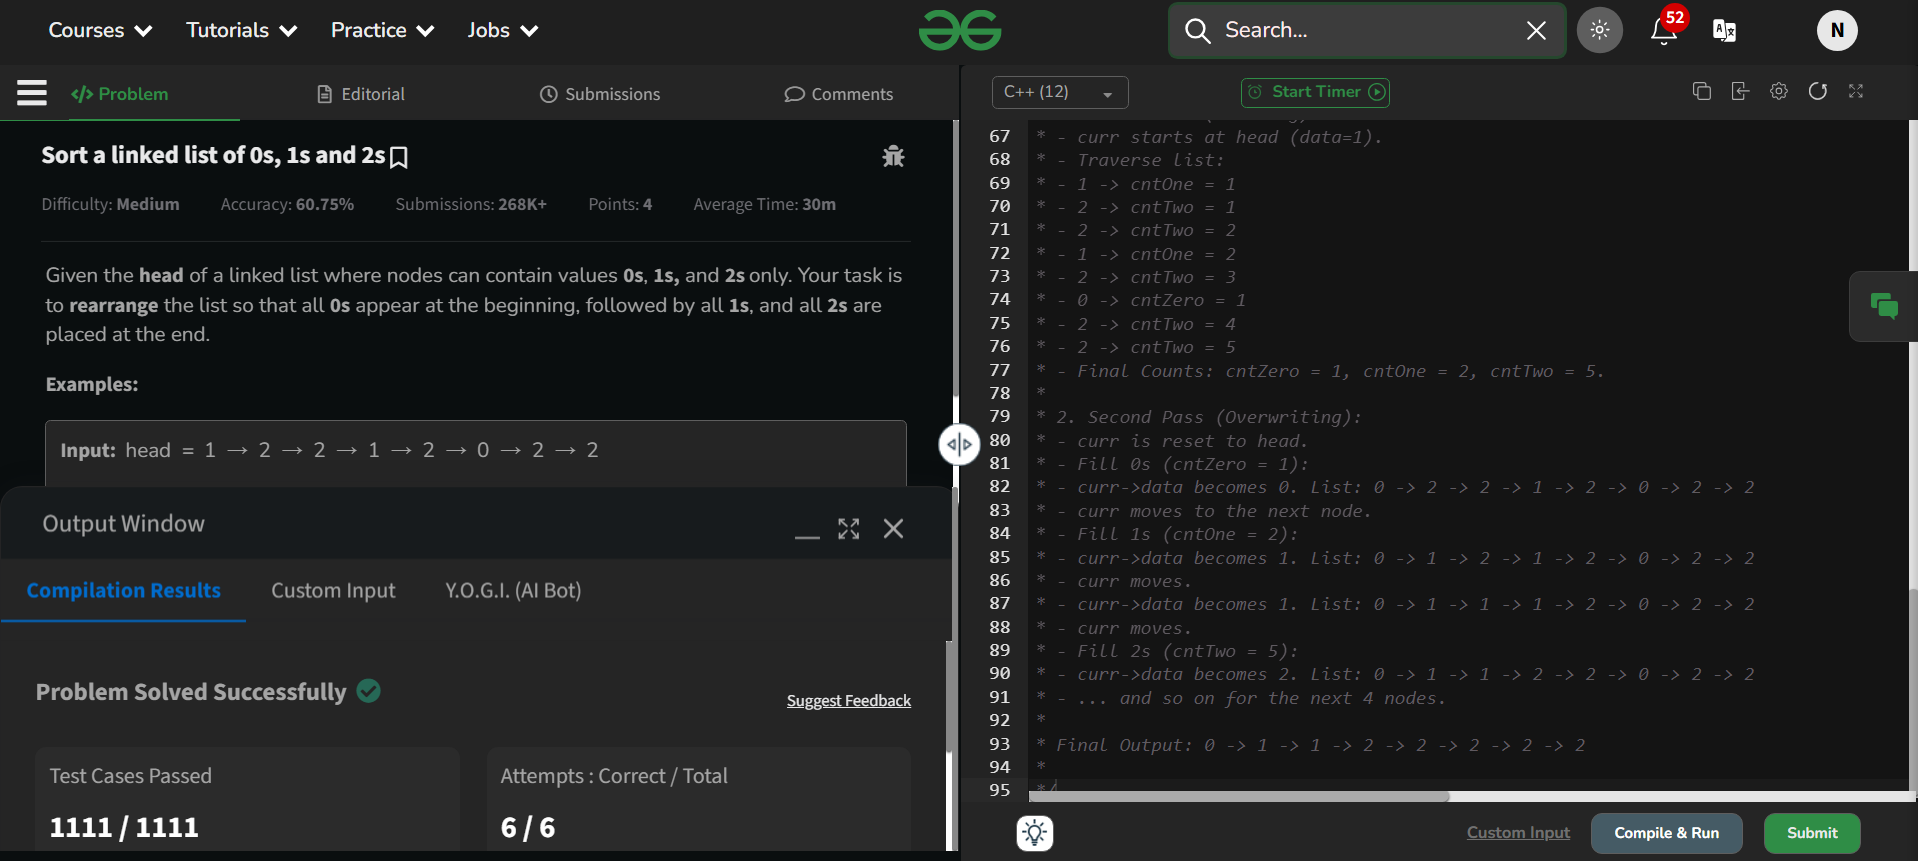 Courses Tutorials Practice Jobs Search... 52 N
Problem Editorial Submissions Comments
Sort a linked list of 0s, 1s and 2s
Difficulty: Medium Accuracy: 60.75% Submissions: 268K+ Points: 4 Average Time: 30m
Given the head of a linked list where nodes can contain values 0s, 1s, and 2s only. Your task is
to rearrange the list so that all 0s appear at the beginning, followed by all 1s, and all 2s are
placed at the end.
Examples:
Input: head = 1 → 2 → 2 → 1 → 2 → 0 → 2 → 2
Output Window
Compilation Results Custom Input Y.O.G.I. (AI Bot)
Problem Solved Successfully
Suggest Feedback
Test Cases Passed
1111 / 1111
Attempts : Correct / Total
6 / 6
C++ (12) Start Timer
67 * - curr starts at head (data=1).
68 * - Traverse list:
69 * - 1 -> cntOne = 1
70 * - 2 -> cntTwo = 1
71 * - 2 -> cntTwo = 2
72 * - 1 -> cntOne = 2
73 * - 2 -> cntTwo = 3
74 * - 0 -> cntZero = 1
75 * - 2 -> cntTwo = 4
76 * - 2 -> cntTwo = 5
77 * - Final Counts: cntZero = 1, cntOne = 2, cntTwo = 5.
78 *
79 * 2. Second Pass (Overwriting):
80 * - curr is reset to head.
81 * - Fill 0s (cntZero = 1):
82 * - curr->data becomes 0. List: 0 -> 2 -> 2 -> 1 -> 2 -> 0 -> 2 -> 2
83 * - curr moves to the next node.
84 * - Fill 1s (cntOne = 2):
85 * - curr->data becomes 1. List: 0 -> 1 -> 2 -> 1 -> 2 -> 0 -> 2 -> 2
86 * - curr moves.
87 * - curr->data becomes 1. List: 0 -> 1 -> 1 -> 1 -> 2 -> 0 -> 2 -> 2
88 * - curr moves.
89 * - Fill 2s (cntTwo = 5):
90 * - curr->data becomes 2. List: 0 -> 1 -> 1 -> 2 -> 2 -> 0 -> 2 -> 2
91 * - ... and so on for the next 4 nodes.
92 *
93 * Final Output: 0 -> 1 -> 1 -> 2 -> 2 -> 2 -> 2 -> 2
94 *
95 */
Custom Input Compile & Run Submit